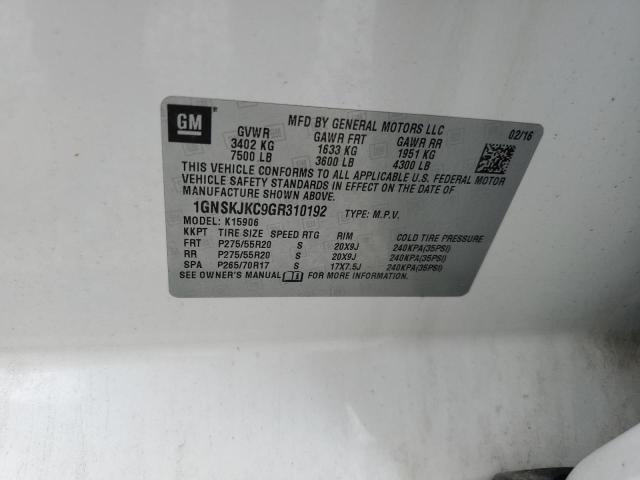 GM
MFD BY GENERAL MOTORS LLC 02/16
GVWR GAWR FRT GAWR RR
3402 KG 1633 KG 1951 KG
7500 LB 3600 LB 4300 LB
THIS VEHICLE CONFORMS TO ALL APPLICABLE U.S. FEDERAL MOTOR
VEHICLE SAFETY STANDARDS IN EFFECT ON THE DATE OF
MANUFACTURE SHOWN ABOVE.
1GNSKJKC9GR310192 TYPE: M.P.V.
MODEL: K15906
KKPT TIRE SIZE SPEED RTG RIM COLD TIRE PRESSURE
FRT P275/55R20 S 20X9J 240KPA(35PSI)
RR P275/55R20 S 20X9J 240KPA(35PSI)
SPA P265/70R17 S 17X7.5J 240KPA(35PSI)
SEE OWNER'S MANUAL FOR MORE INFORMATION.